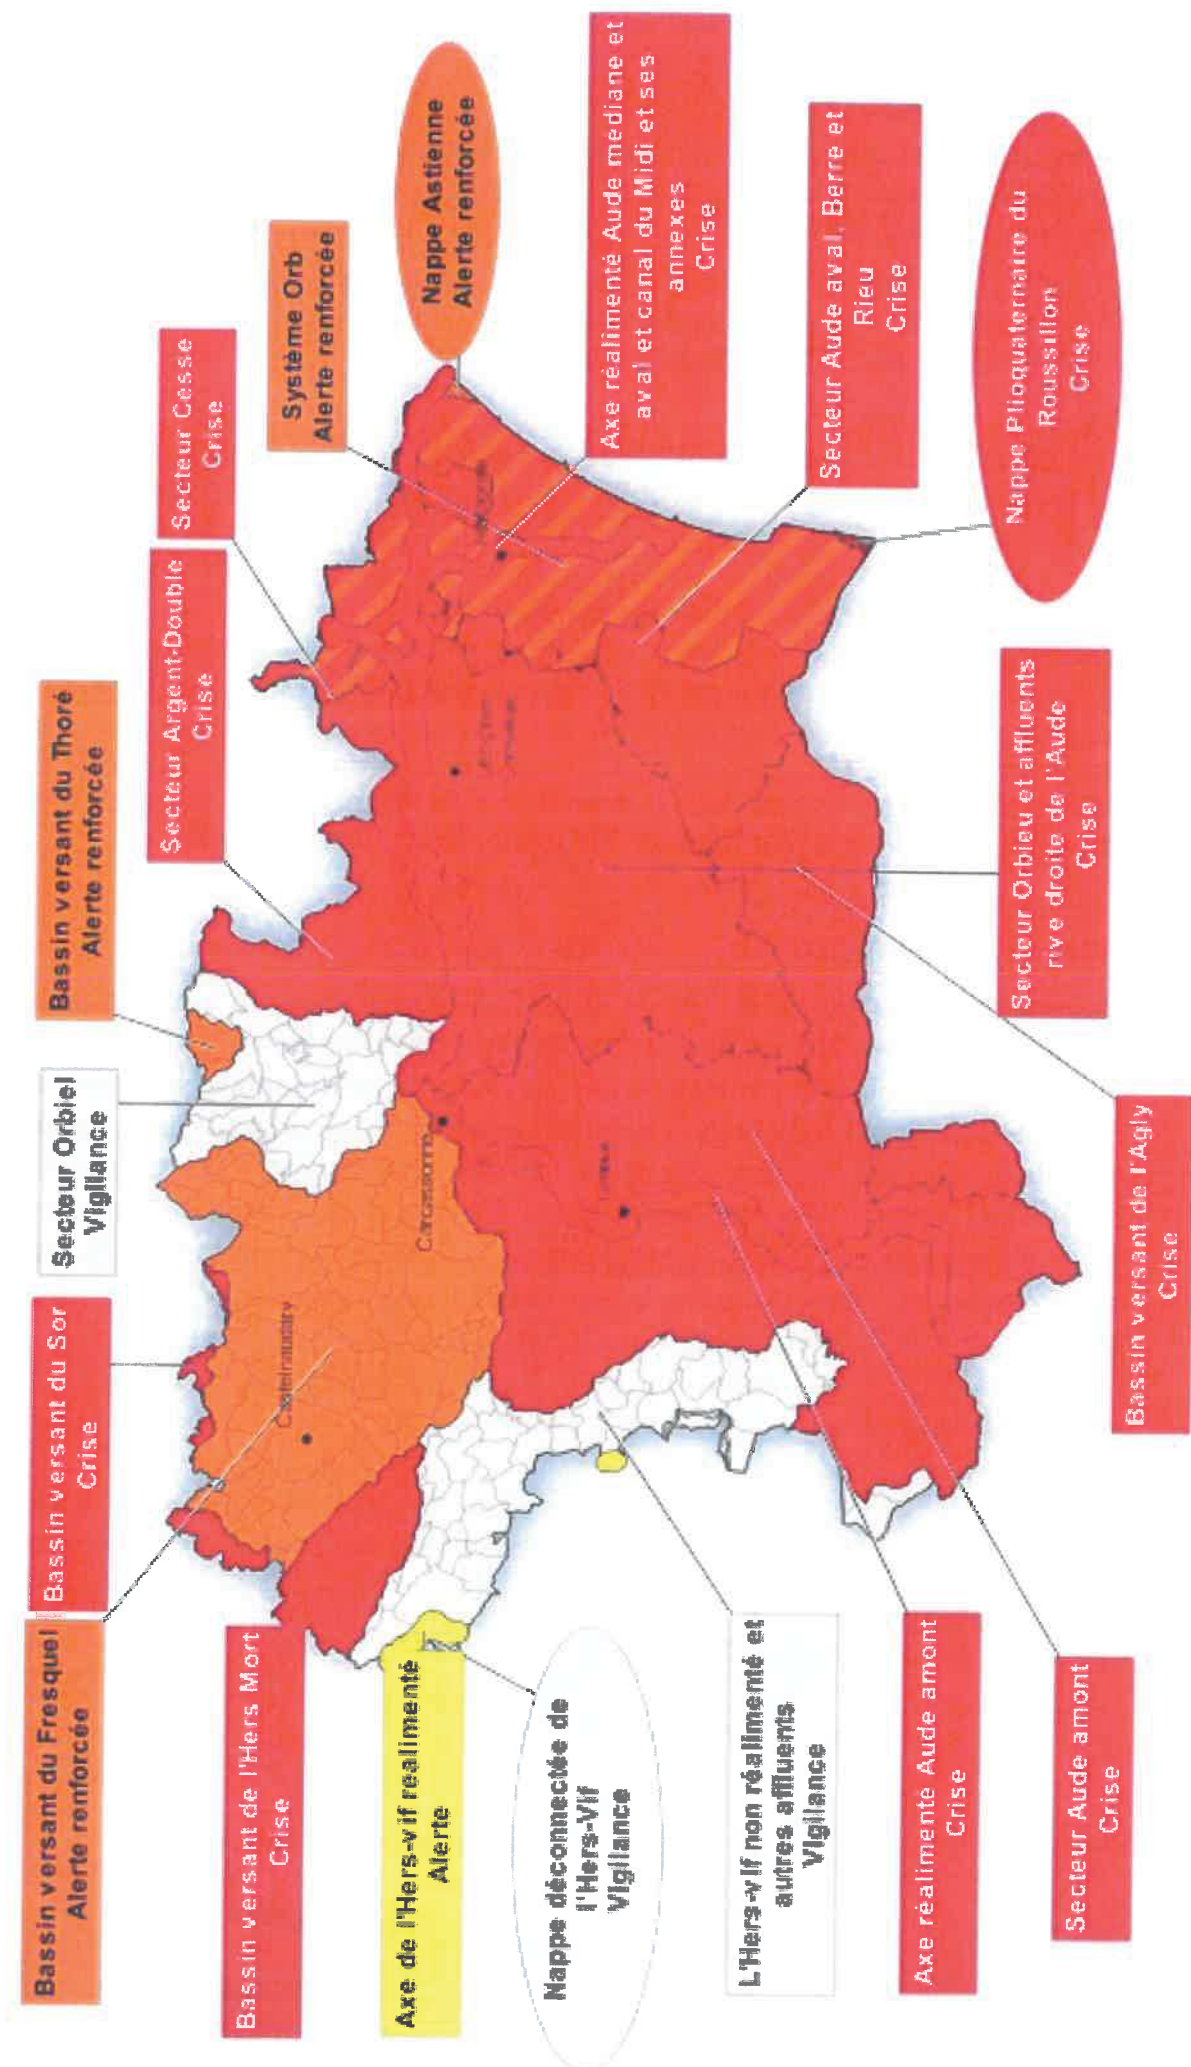 Bassin versant du Fresquel
Alerte renforcée
Bassin versant du Sor
Crise
Secteur Orbiel
Vigilance
Bassin versant du Thoré
Alerte renforcée
Secteur Argent-Double
Crise
Secteur Cesse
Crise
Système Orb
Alerte renforcée
Nappe Astienne
Alerte renforcée
Bassin versant de l'Hers Mort
Crise
Axe de l'Hers-vif réalimenté
Alerte
Castelnaudary
Carcassonne
Limoux
Axe réalimenté Aude médiane et
aval et canal du Midi et ses
annexes
Crise
Nappe déconnectée de
l'Hers-Vif
Vigilance
L'Hers-vif non réalimenté et
autres affluents
Vigilance
Secteur Aude aval, Berre et
Rieu
Crise
Axe réalimenté Aude amont
Crise
Secteur Aude amont
Crise
Bassin versant de l'Agly
Crise
Secteur Orbieu et affluents
rive droite de l'Aude
Crise
Nappe Plioquaternaire du
Roussillon
Crise